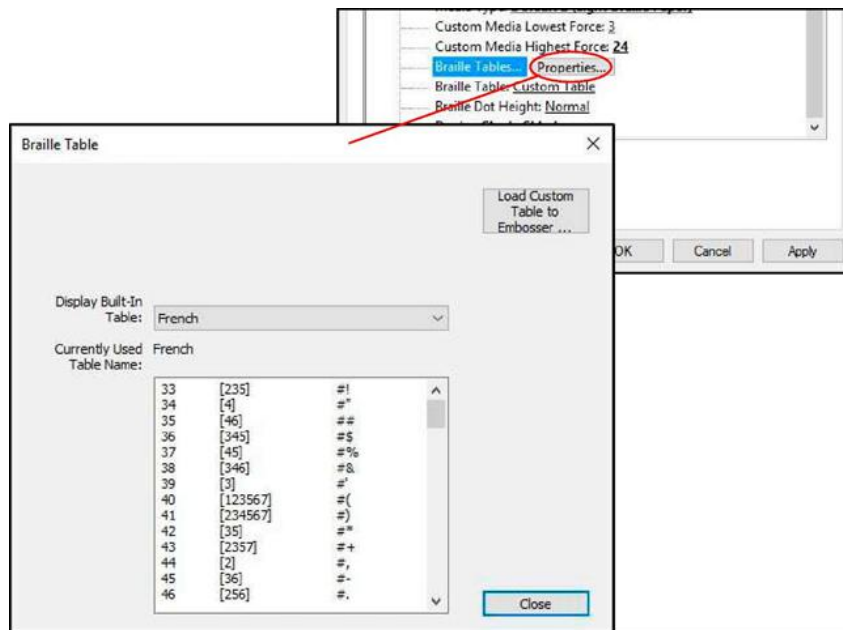 Custom Media Lowest Force: 3
Custom Media Highest Force: 24
Braille Tables... Properties...
Braille Table: Custom Table
Braille Dot Height: Normal
OK Cancel Apply
Braille Table
Load Custom
Table to
Embosser ...
Display Built-In
Table: French
Currently Used French
Table Name:
33 [235] #!
34 [4] #"
35 [46] ##
36 [345] #$
37 [45] #%
38 [346] #&
39 [3] #'
40 [123567] #(
41 [234567] #)
42 [35] #*
43 [2357] #+
44 [2] #,
45 [36] #-
46 [256] #.
Close